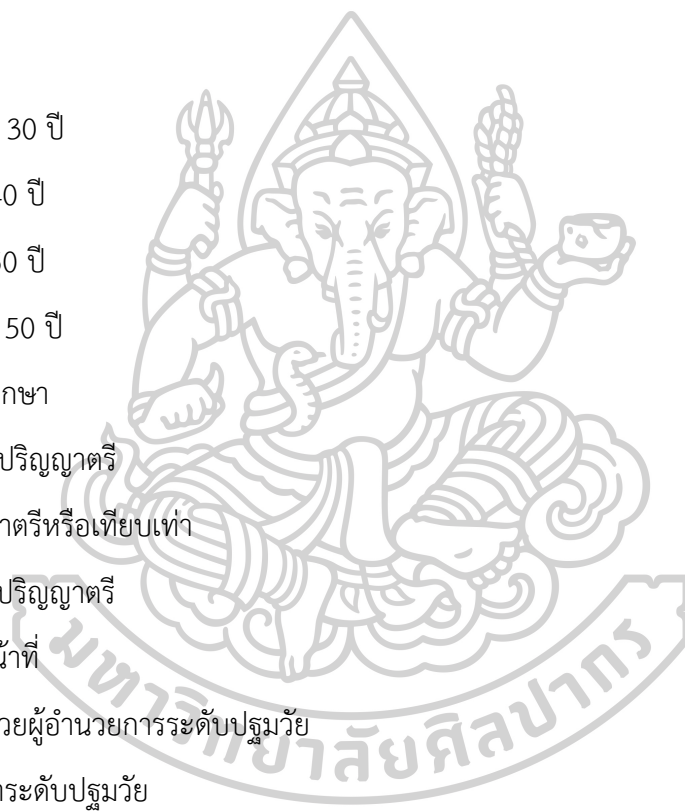 30 ปี
40 ปี
50 ปี
กษา
ปริญญาตรี
าตรีหรือเทียบเท่า
ปริญญาตรี
น้าที่
วยผู้อำนวยการระดับปฐมวัย
ระดับปฐมวัย
มหาวิทยาลัยศิลปากร